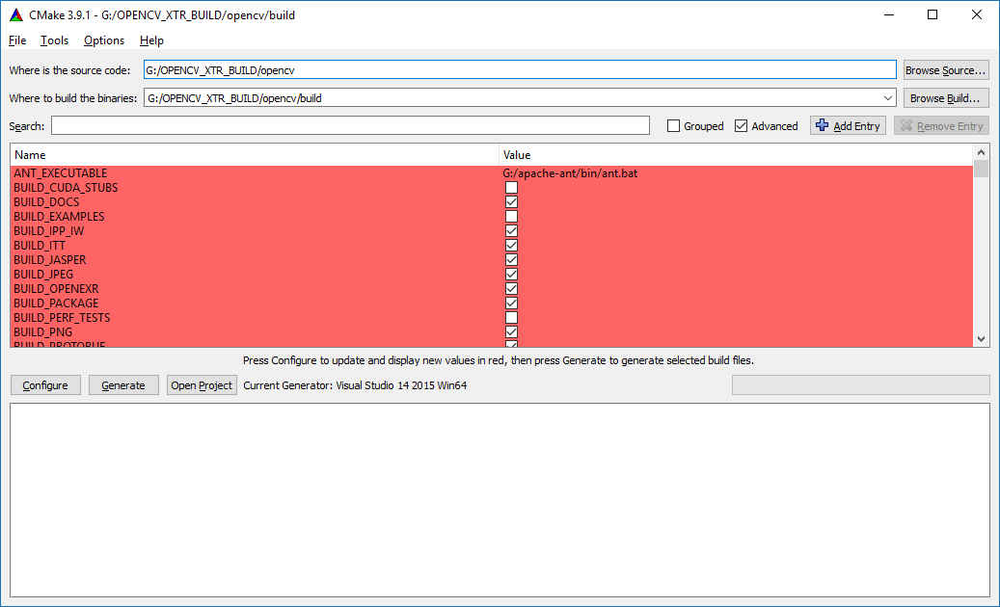 CMake 3.9.1 - G:/OPENCV_XTR_BUILD/opencv/build
File Tools Options Help
Where is the source code: G:/OPENCV_XTR_BUILD/opencv Browse Source...
Where to build the binaries: G:/OPENCV_XTR_BUILD/opencv/build Browse Build...
Search: Grouped Advanced Add Entry Remove Entry
Name Value
ANT_EXECUTABLE G:/apache-ant/bin/ant.bat
BUILD_CUDA_STUBS
BUILD_DOCS
BUILD_EXAMPLES
BUILD_IPP_IW
BUILD_ITT
BUILD_JASPER
BUILD_JPEG
BUILD_OPENEXR
BUILD_PACKAGE
BUILD_PERF_TESTS
BUILD_PNG
BUILD_PROTOBUF
Press Configure to update and display new values in red, then press Generate to generate selected build files.
Configure Generate Open Project Current Generator: Visual Studio 14 2015 Win64